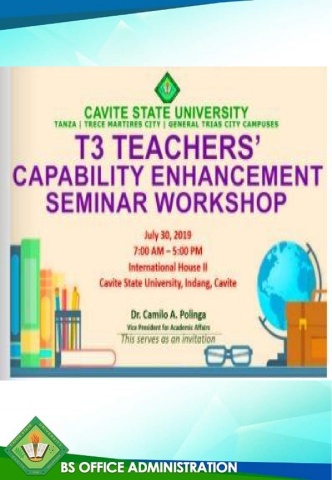 CAVITE STATE UNIVERSITY
TANZA | TRECE MARTIRES CITY | GENERAL TRIAS CITY CAMPUSES
T3 TEACHERS'
CAPABILITY ENHANCEMENT
SEMINAR WORKSHOP
July 30, 2019
7:00 AM – 5:00 PM
International House II
Cavite State University, Indang, Cavite
Dr. Camilo A. Polinga
Vice President for Academic Affairs
This serves as an invitation
BS OFFICE ADMINISTRATION